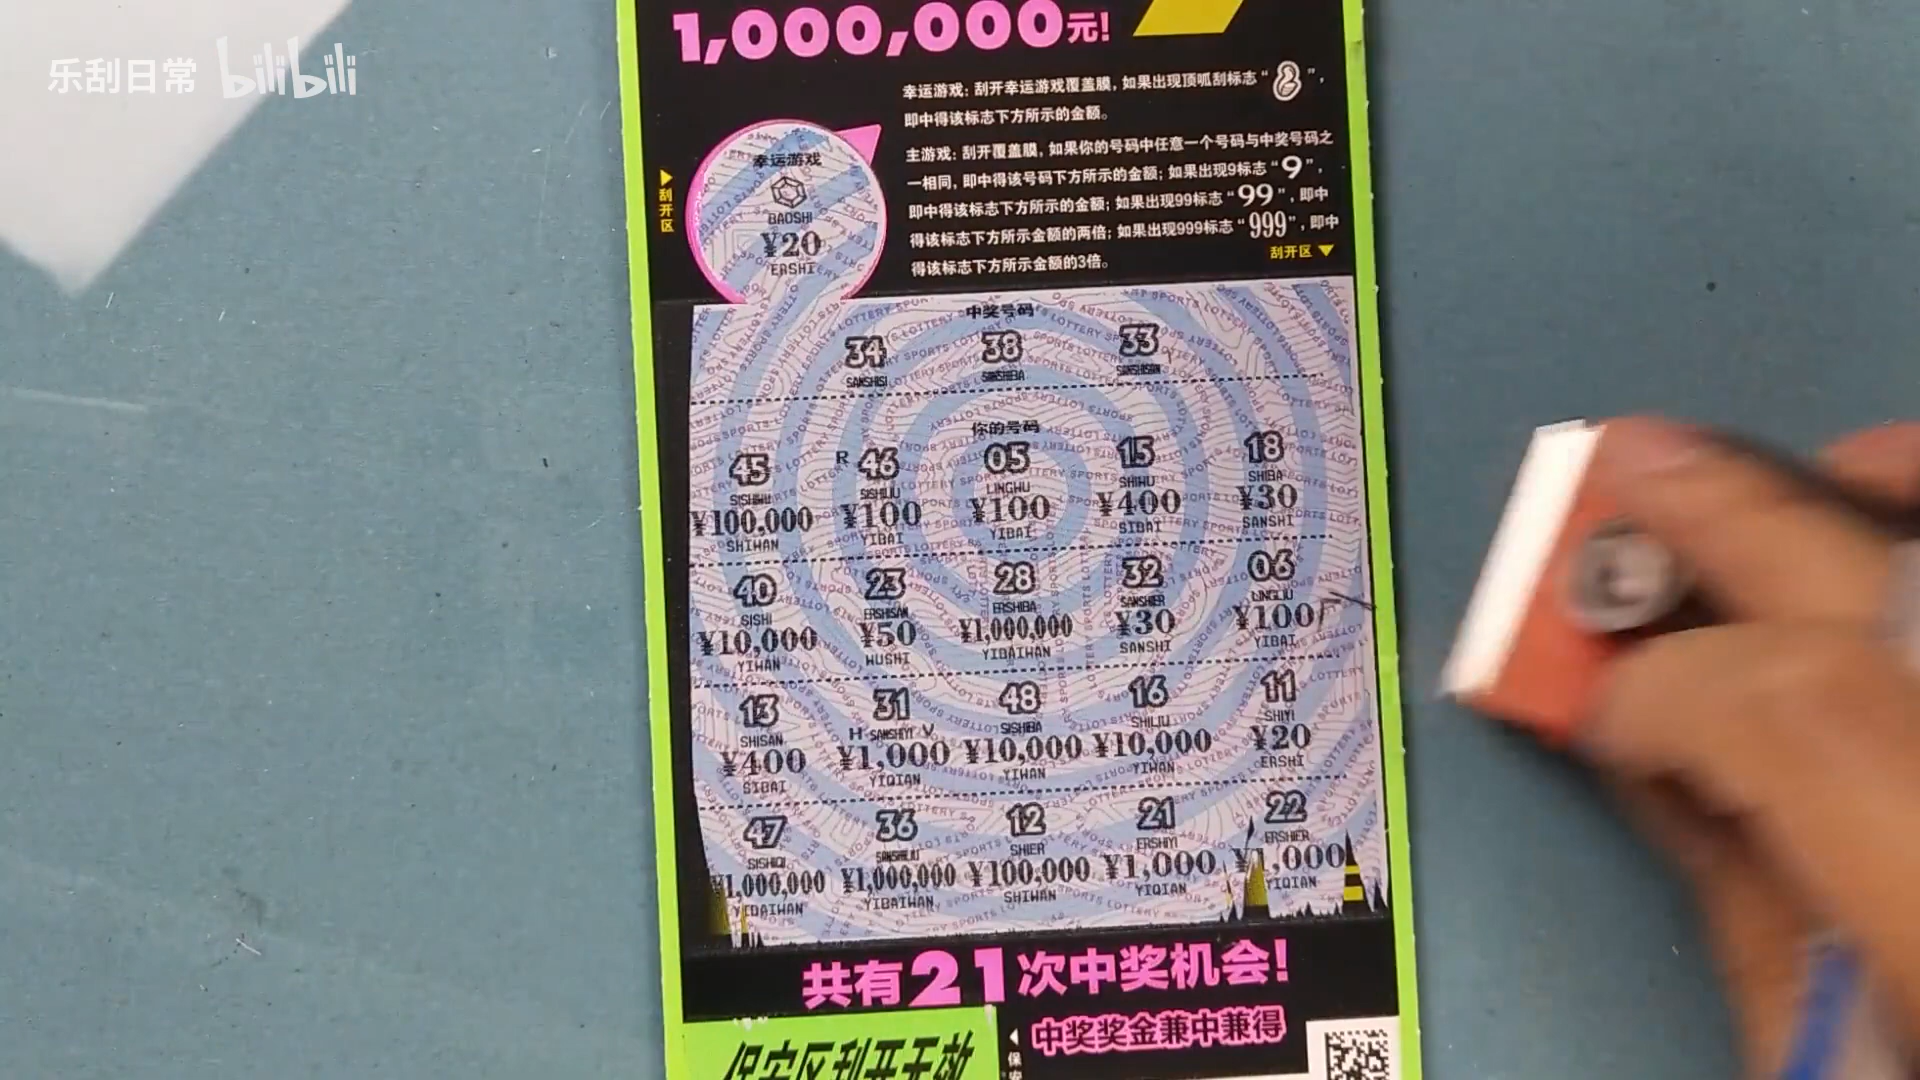 乐刮日常 bilibili
1,000,000元!
幸运游戏：刮开幸运游戏覆盖膜，如果出现顶呱刮标志“ ”，
即中得该标志下方所示的金额。
主游戏：刮开覆盖膜，如果你的号码中任意一个号码与中奖号码之
一相同，即中得该号码下方所示的金额；如果出现9标志“9”，
即中得该标志下方所示的金额；如果出现99标志“99”，即中
得该标志下方所示金额的两倍；如果出现999标志“999”，即中
得该标志下方所示金额的3倍。
刮开区
刮开区
幸运游戏
BAOSHI
¥20
ERSHI
中奖号码
34 38 33
SANSHISI SANSHIBA SANSHISAN
你的号码
45 R 46 05 15 18
SISHIWU SISHILIU LINGWU SHIWU SHIBA
¥100,000 ¥100 ¥100 ¥400 ¥30
SHIWAN YIBAI YIBAI SIBAI SANSHI
40 23 28 32 06
SISHI ERSHISAN ERSHIBA SANSHIER LINGLIU
¥10,000 ¥50 ¥1,000,000 ¥30 ¥100
YIWAN WUSHI YIBAIWAN SANSHI YIBAI
13 31 48 16 11
SHISAN H SANSHIYI V SISHIBA SHILIU SHIYI
¥400 ¥1,000 ¥10,000 ¥10,000 ¥20
SIBAI YIQIAN YIWAN YIWAN ERSHI
47 36 12 21 22
SISHIQI SANSHILIU SHIER ERSHIYI ERSHIER
¥1,000,000 ¥1,000,000 ¥100,000 ¥1,000 ¥1,000
YIBAIWAN YIBAIWAN SHIWAN YIQIAN YIQIAN
共有21次中奖机会!
中奖奖金兼中兼得
保安区刮开无效
保安